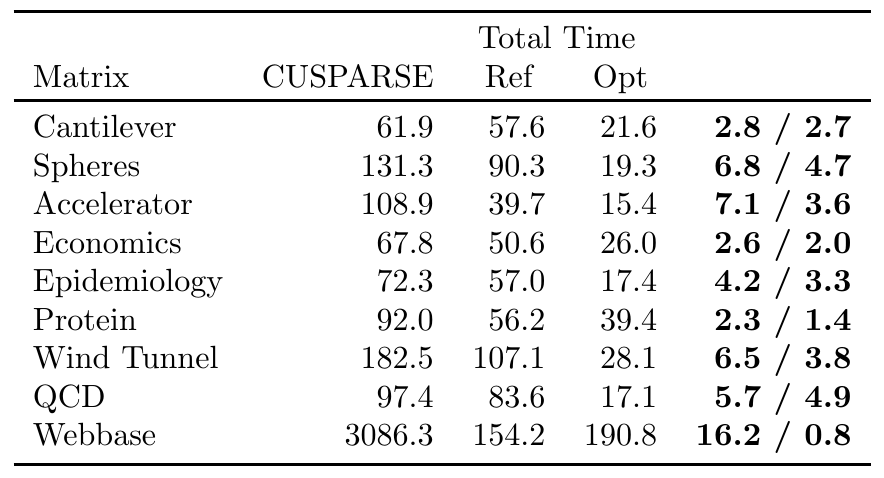 Total Time
Matrix CUSPARSE Ref Opt
Cantilever 61.9 57.6 21.6 2.8 / 2.7
Spheres 131.3 90.3 19.3 6.8 / 4.7
Accelerator 108.9 39.7 15.4 7.1 / 3.6
Economics 67.8 50.6 26.0 2.6 / 2.0
Epidemiology 72.3 57.0 17.4 4.2 / 3.3
Protein 92.0 56.2 39.4 2.3 / 1.4
Wind Tunnel 182.5 107.1 28.1 6.5 / 3.8
QCD 97.4 83.6 17.1 5.7 / 4.9
Webbase 3086.3 154.2 190.8 16.2 / 0.8